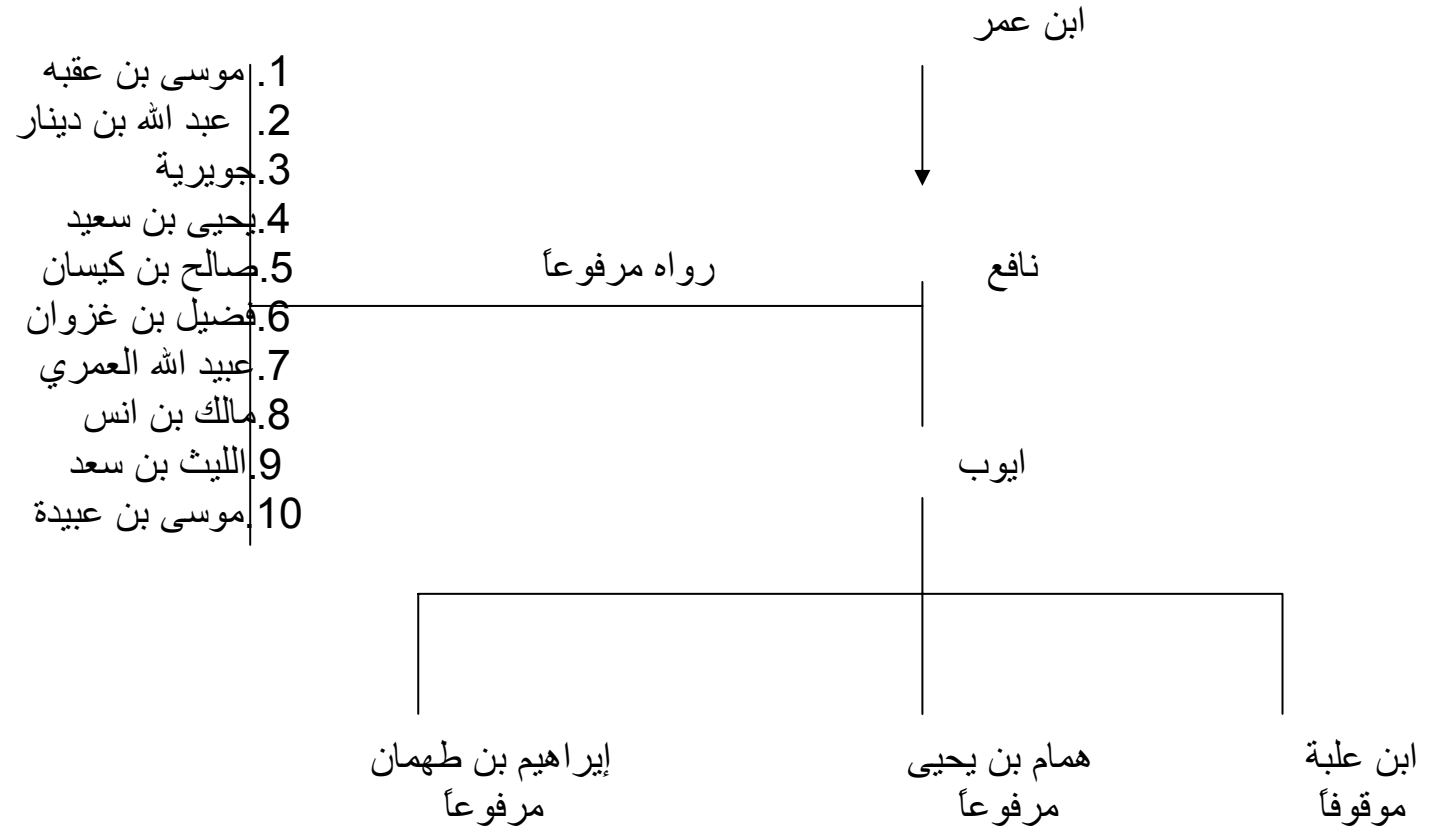 ابن عمر
1. موسى بن عقبه
2. عبد الله بن دينار
3.جويرية
4.يحيى بن سعيد
5.صالح بن كيسان
6.فضيل بن غزوان
7.عبيد الله العمري
8.مالك بن انس
9.الليث بن سعد
10.موسى بن عبيدة
نافع
رواه مرفوعاً
ايوب
ابن علبة
موقوفاً
همام بن يحيى
مرفوعاً
إيراهيم بن طهمان
مرفوعاً